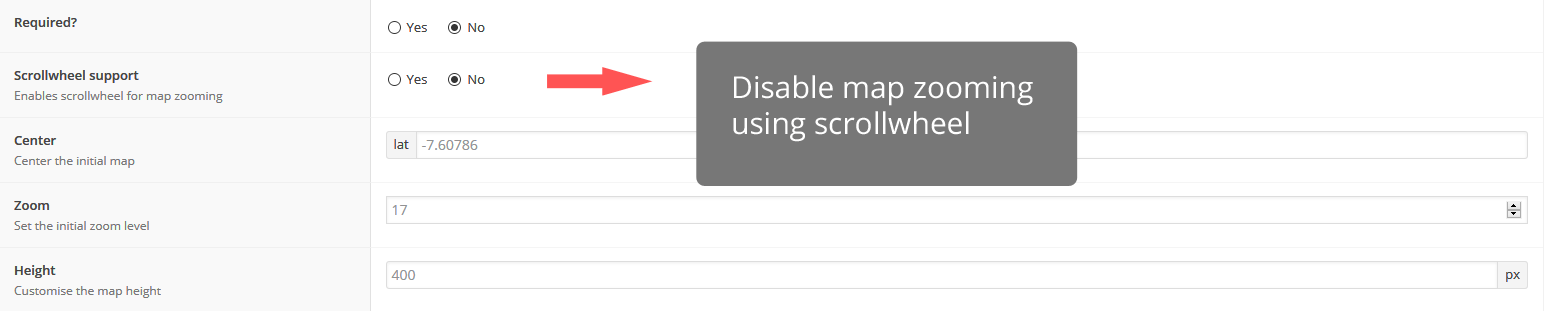 Required?
Yes No
Scrollwheel support
Enables scrollwheel for map zooming
Yes No
Disable map zooming
using scrollwheel
Center
Center the initial map
lat -7.60786
Zoom
Set the initial zoom level
17
Height
Customise the map height
400 px